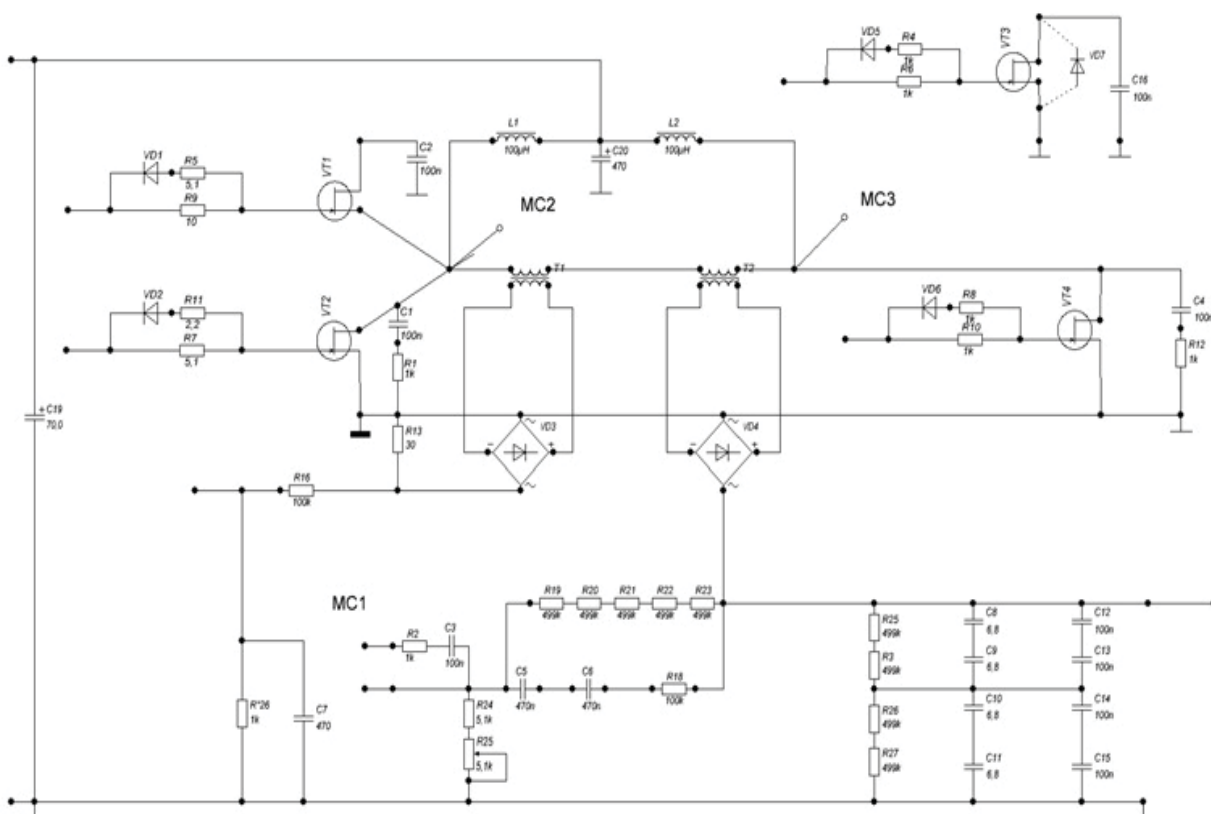 VD5
R4
1k
R6
1k
VT3
VD7
C16
100n
L1
100µH
L2
100µH
C2
100n
+ C20
470
VD1
R5
5,1
R9
10
VT1
MC2
MC3
T1
T2
VD2
R11
2,2
R7
5,1
VT2
C1
100n
R1
1k
VD6
R8
1k
R10
1k
VT4
C4
100n
R12
1k
+ C19
70,0
R13
30
~
VD3
- +
~
~
VD4
- +
~
R16
100k
MC1
R19
499k
R20
499k
R21
499k
R22
499k
R23
499k
R2
1k
C3
100n
C5
470n
C6
470n
R18
100k
R25
499k
R3
499k
C8
6,8
C9
6,8
C12
100n
C13
100n
R"26
1k
C7
470
R24
5,1k
R25
5,1k
R26
499k
R27
499k
C10
6,8
C11
6,8
C14
100n
C15
100n